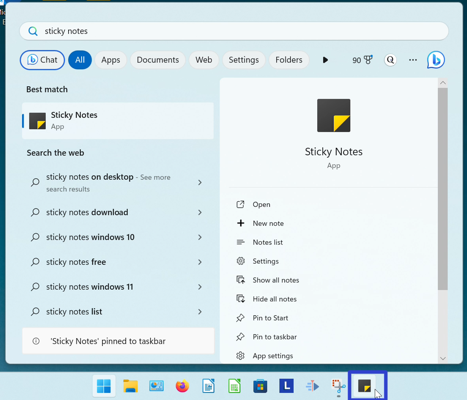 sticky notes
Chat
All
Apps
Documents
Web
Settings
Folders
90
Best match
Sticky Notes
App
Search the web
sticky notes on desktop - See more
search results
sticky notes download
sticky notes windows 10
sticky notes free
sticky notes windows 11
sticky notes list
'Sticky Notes' pinned to taskbar
Sticky Notes
App
Open
New note
Notes list
Settings
Show all notes
Hide all notes
Pin to Start
Pin to taskbar
App settings
L